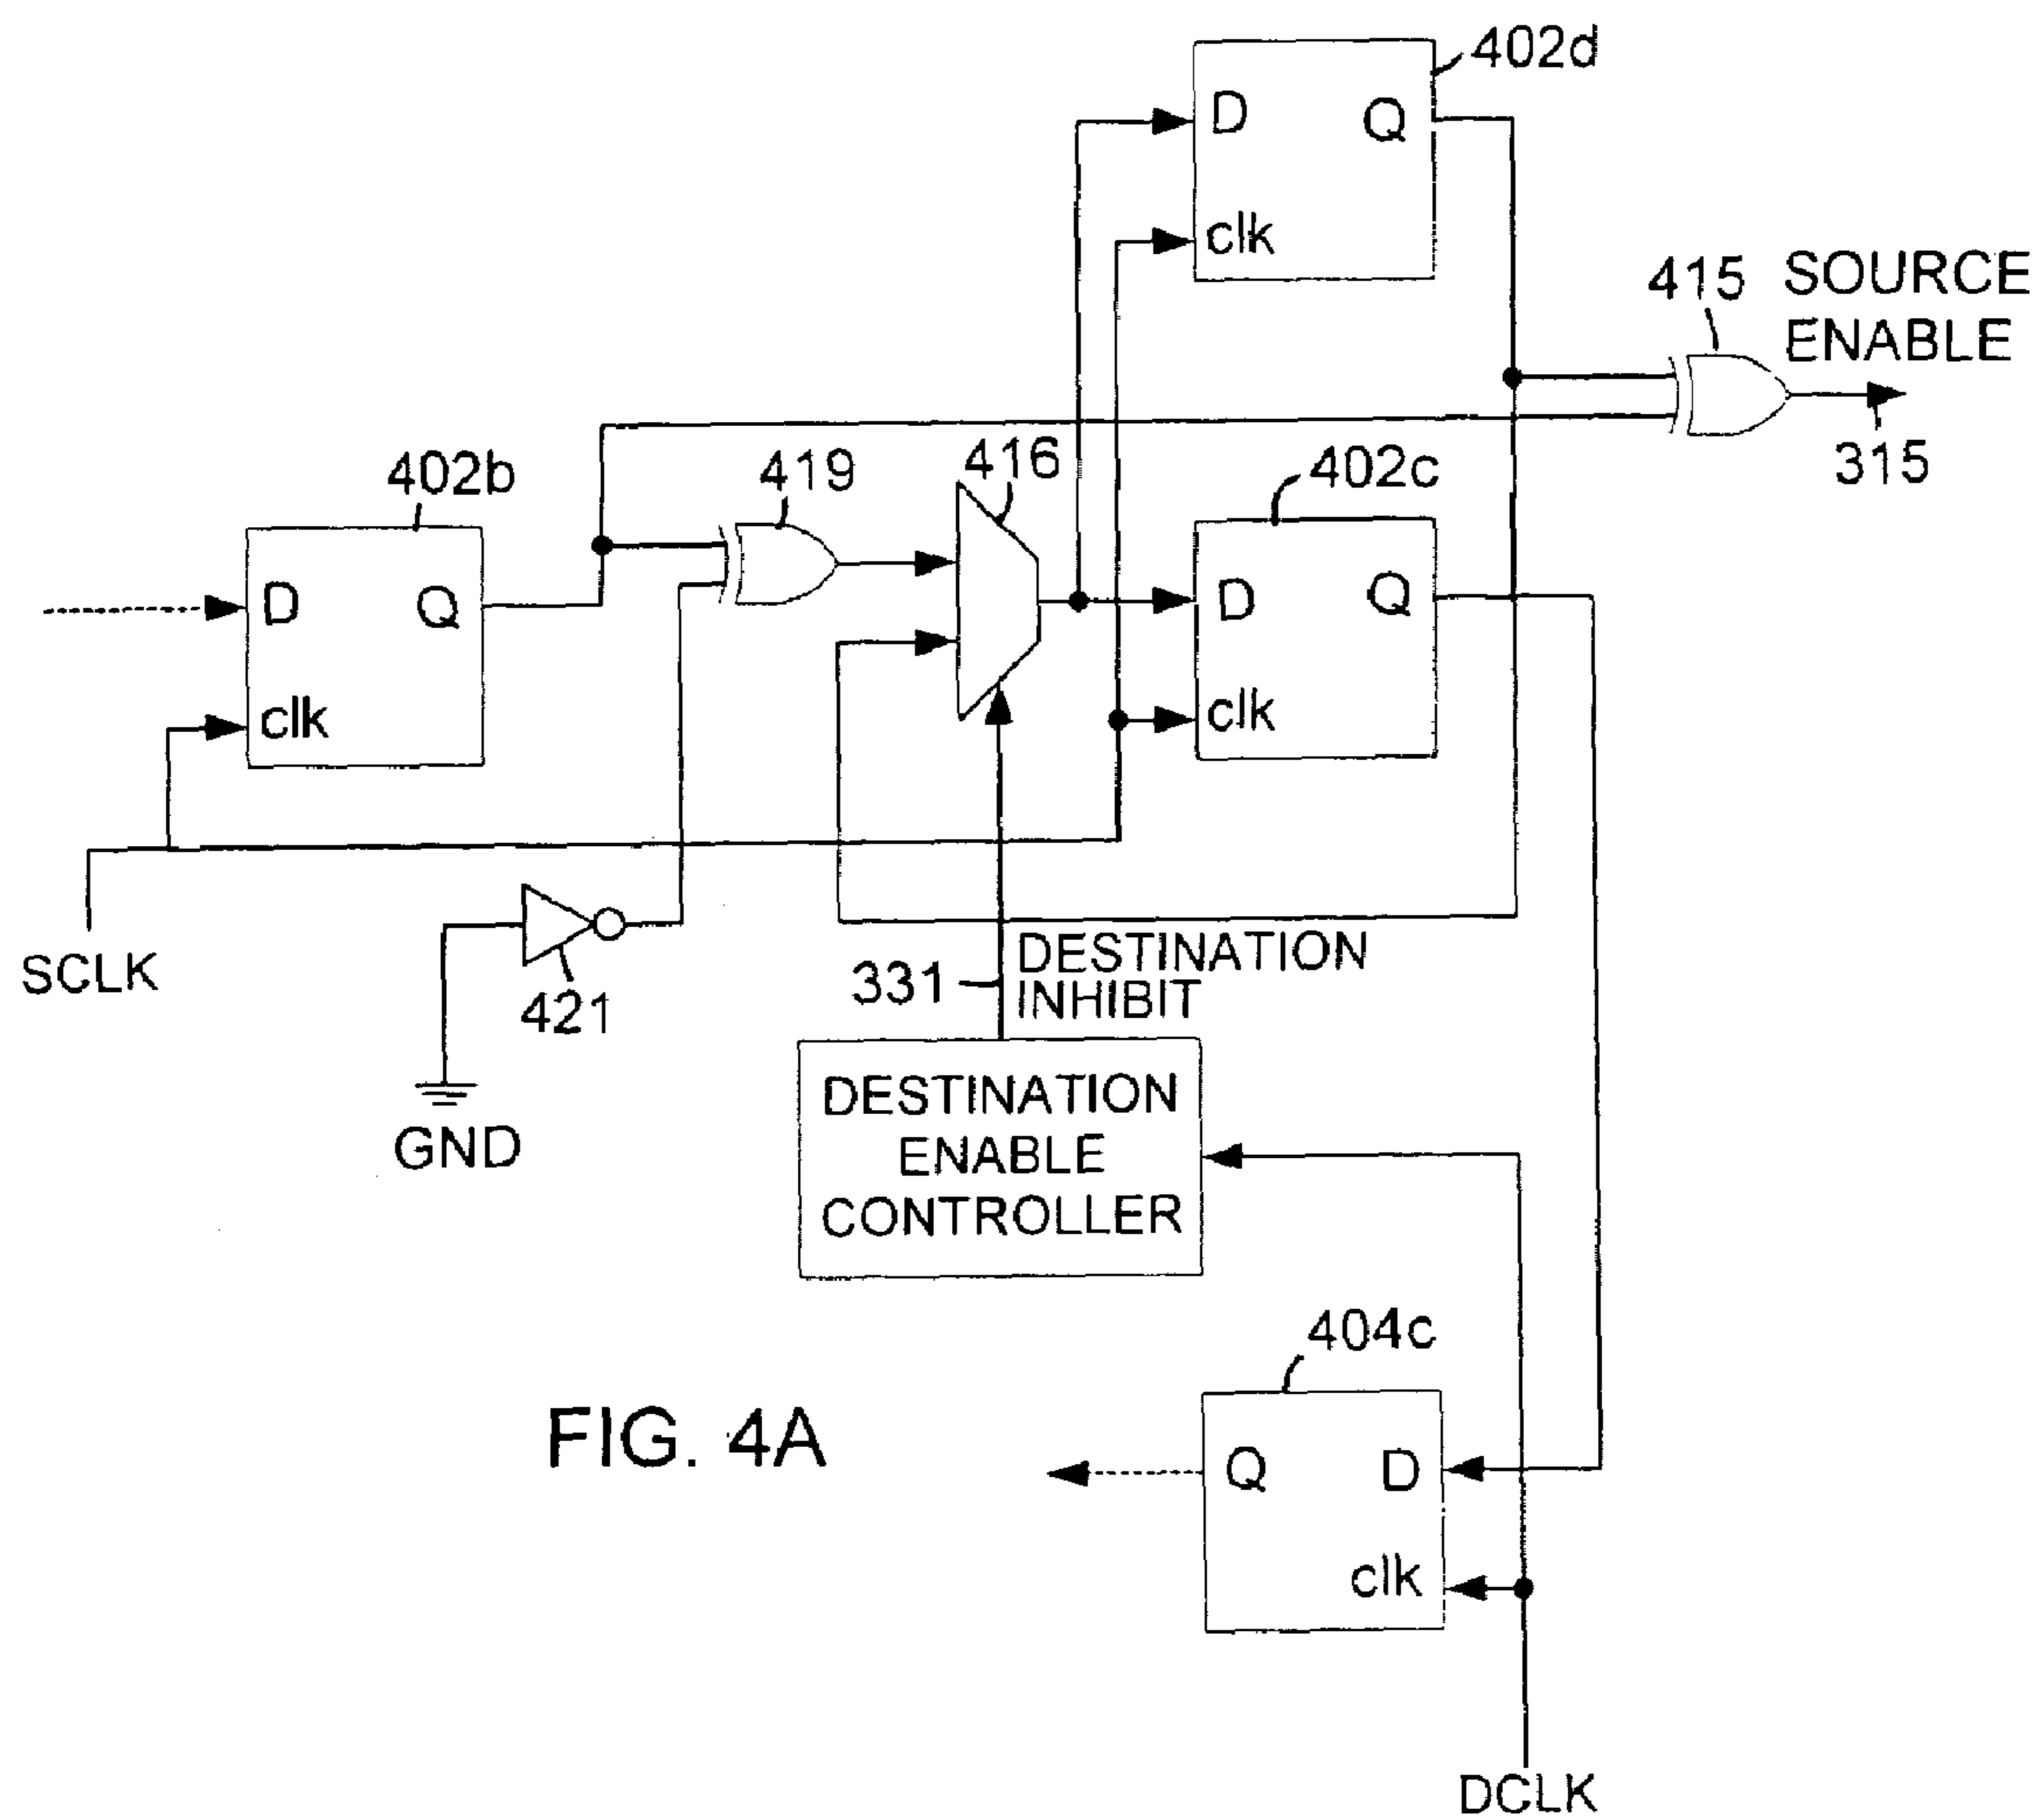 402d
D Q
clk
415 SOURCE
ENABLE
315
402b
419
416
402c
D Q
clk
D Q
clk
SCLK
421
GND
331
DESTINATION
INHIBIT
DESTINATION
ENABLE
CONTROLLER
404c
Q D
clk
FIG. 4A
DCLK